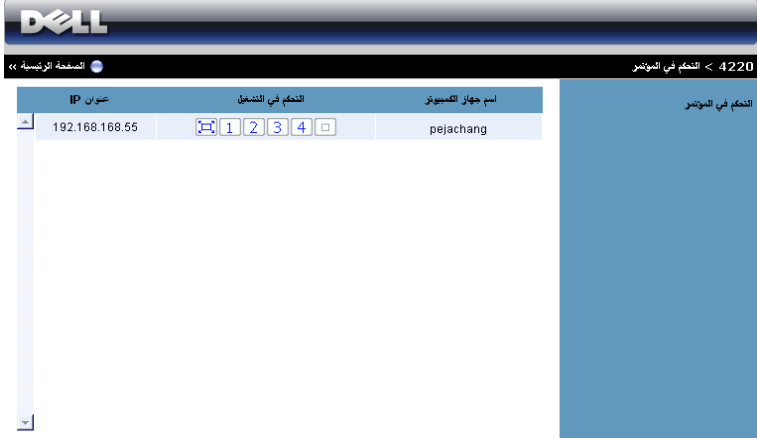 DELL
4220 > التحكم في المؤتمر
الصفحة الرئيسية »
التحكم في المؤتمر
اسم جهاز الكمبيوتر التحكم في التشغيل عنوان IP
pejachang 1 2 3 4 192.168.168.55